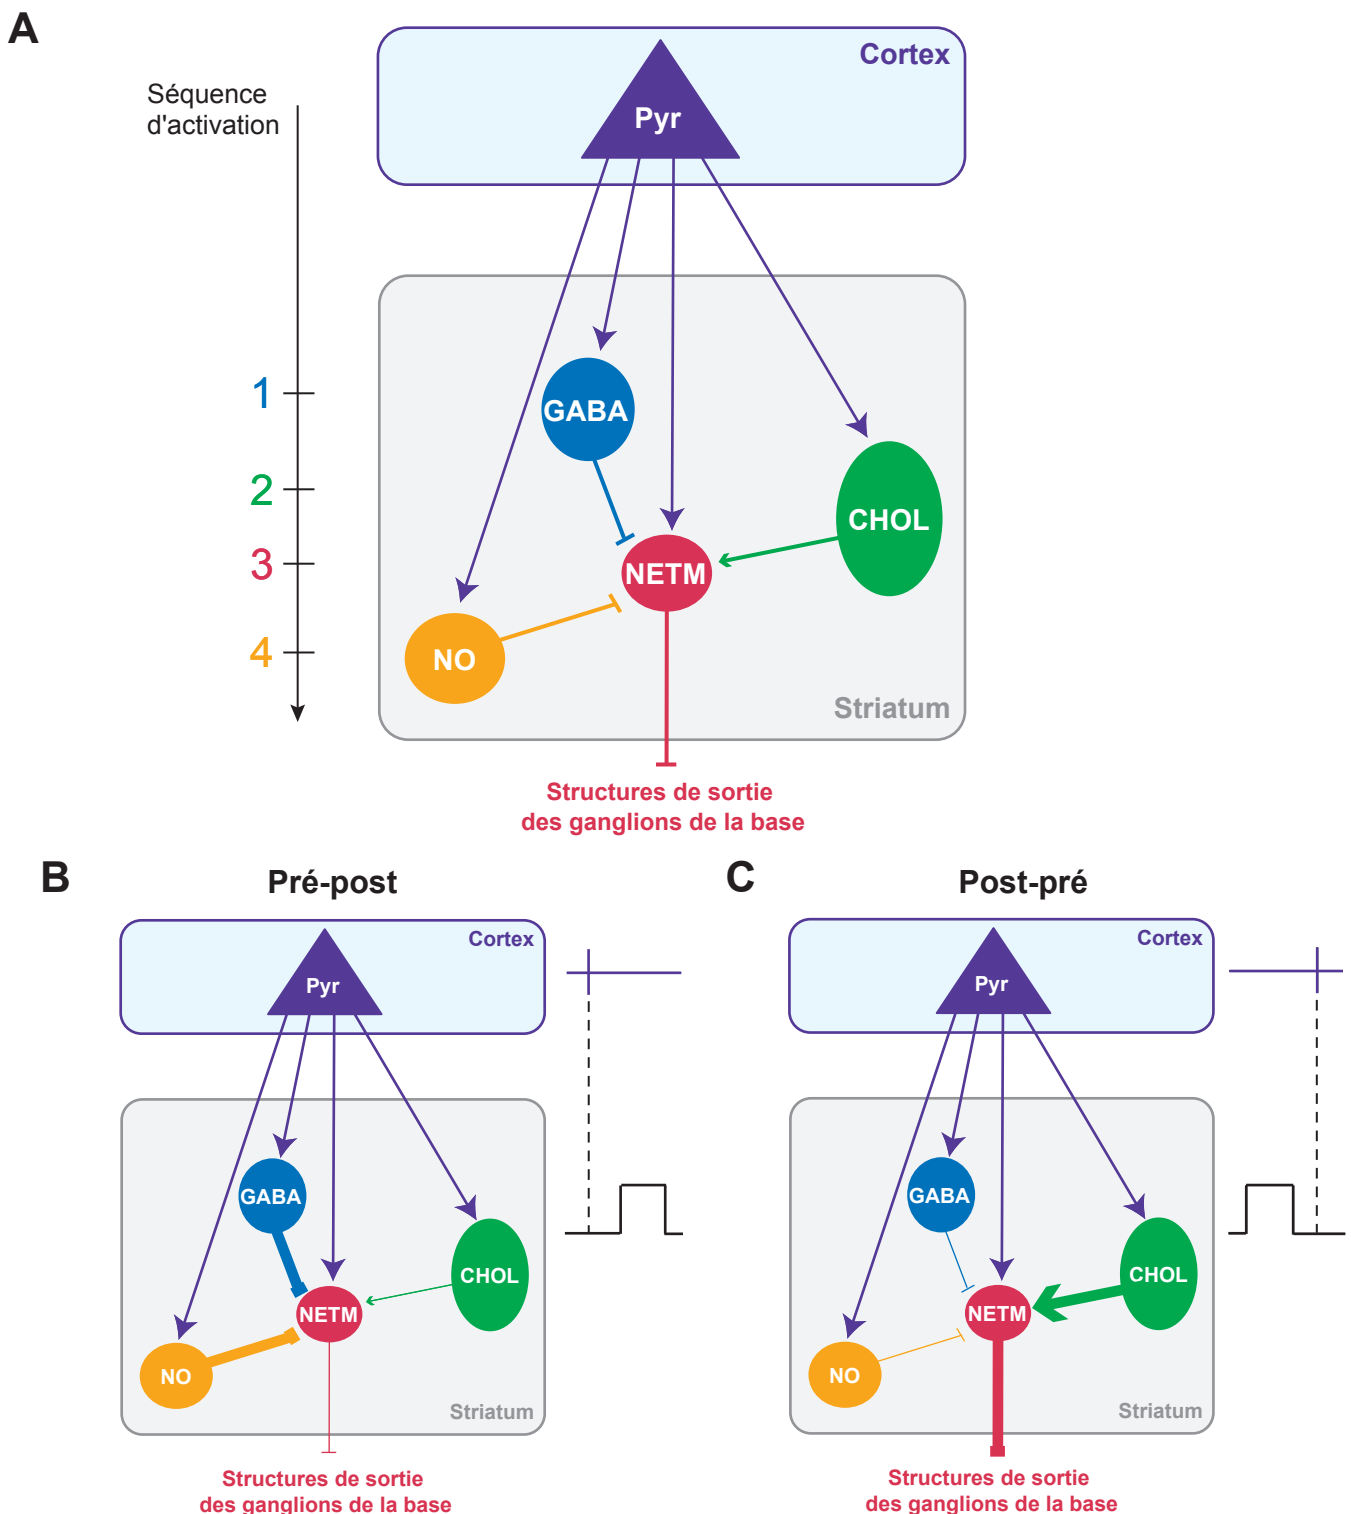 A
Cortex
Séquence
d'activation
Pyr
1
GABA
2
CHOL
3
NETM
4
NO
Striatum
Structures de sortie
des ganglions de la base
B
Pré-post
Cortex
Pyr
GABA
CHOL
NETM
NO
Striatum
Structures de sortie
des ganglions de la base
C
Post-pré
Cortex
Pyr
GABA
CHOL
NETM
NO
Striatum
Structures de sortie
des ganglions de la base